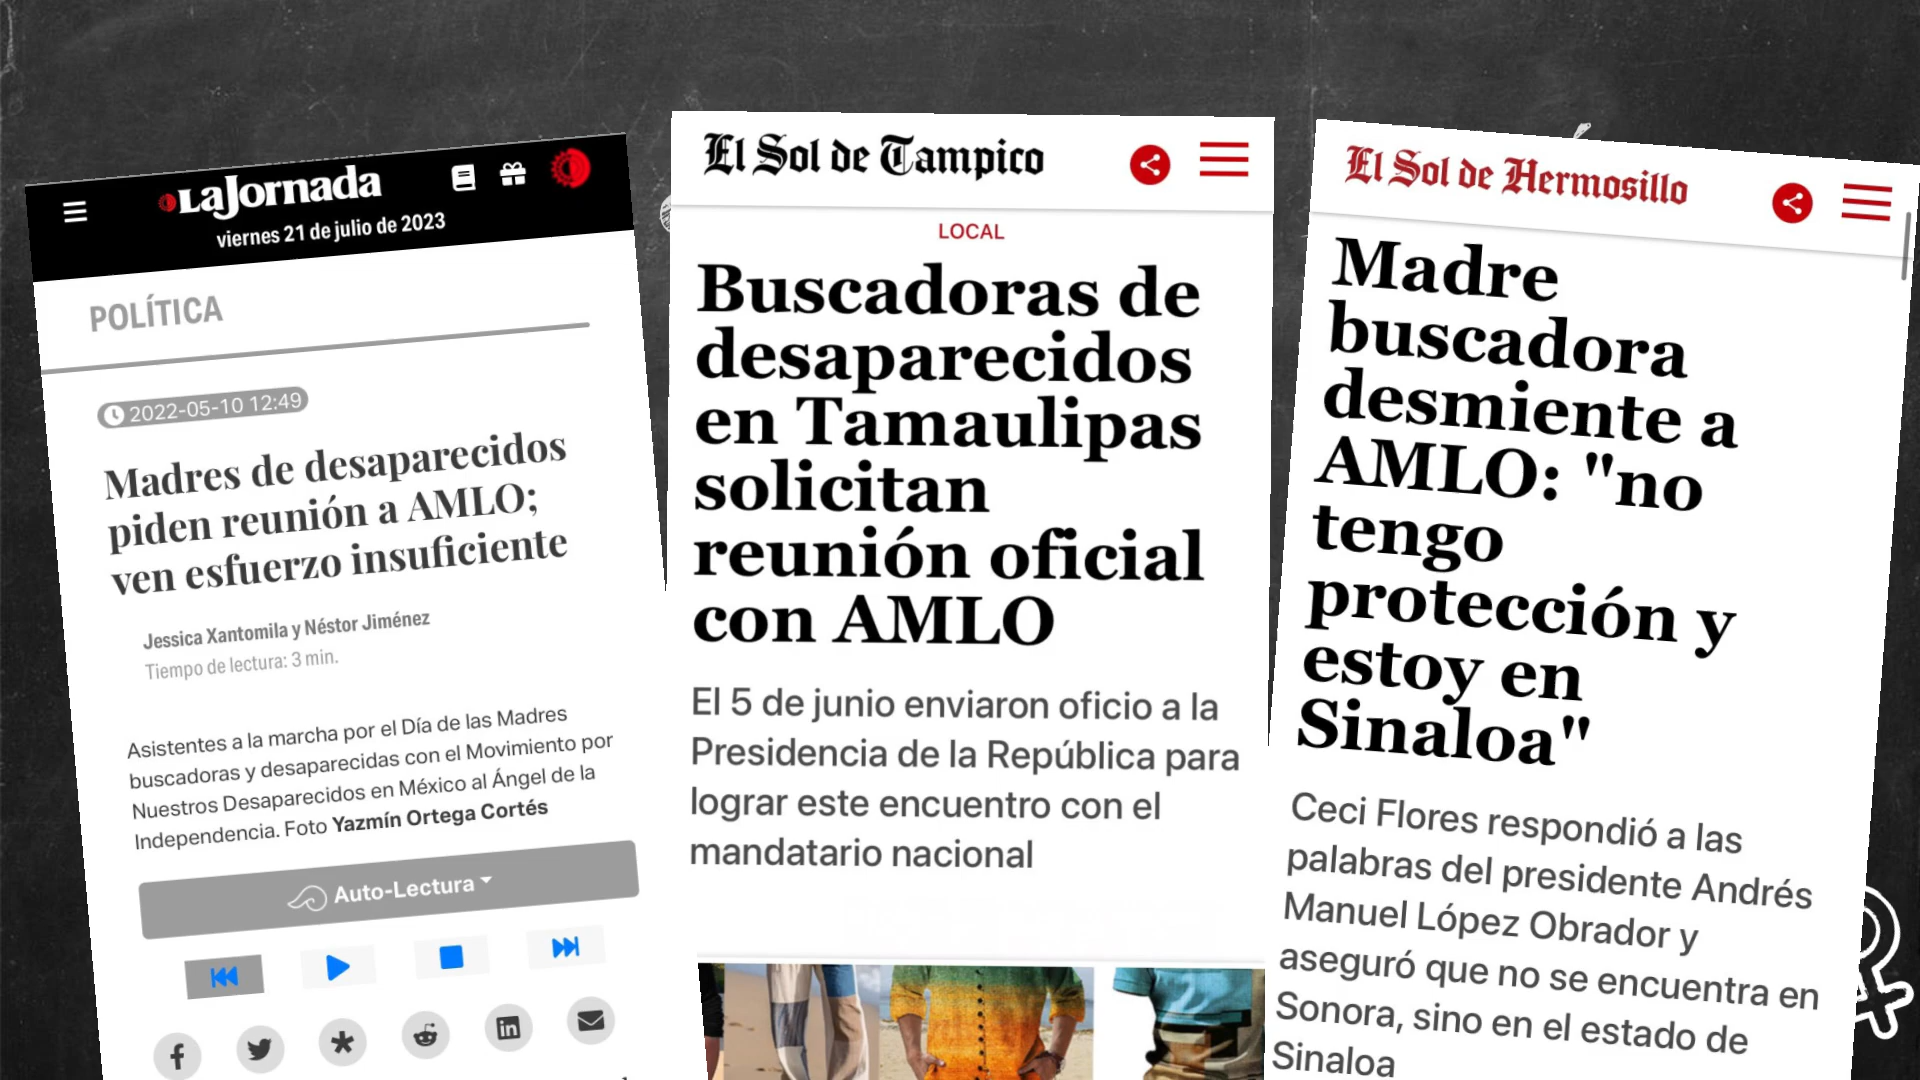 LaJornada
viernes 21 de julio de 2023
POLÍTICA
2022-05-10 12:49
Madres de desaparecidos
piden reunión a AMLO;
ven esfuerzo insuficiente
Jessica Xantomila y Néstor Jiménez
Tiempo de lectura: 3 min.
Asistentes a la marcha por el Día de las Madres
buscadoras y desaparecidas con el Movimiento por
Nuestros Desaparecidos en México al Ángel de la
Independencia. Foto Yazmín Ortega Cortés
Auto-Lectura
El Sol de Tampico
LOCAL
Buscadoras de
desaparecidos
en Tamaulipas
solicitan
reunión oficial
con AMLO
El 5 de junio enviaron oficio a la
Presidencia de la República para
lograr este encuentro con el
mandatario nacional
El Sol de Hermosillo
Madre
buscadora
desmiente a
AMLO: "no
tengo
protección y
estoy en
Sinaloa"
Ceci Flores respondió a las
palabras del presidente Andrés
Manuel López Obrador y
aseguró que no se encuentra en
Sonora, sino en el estado de
Sinaloa